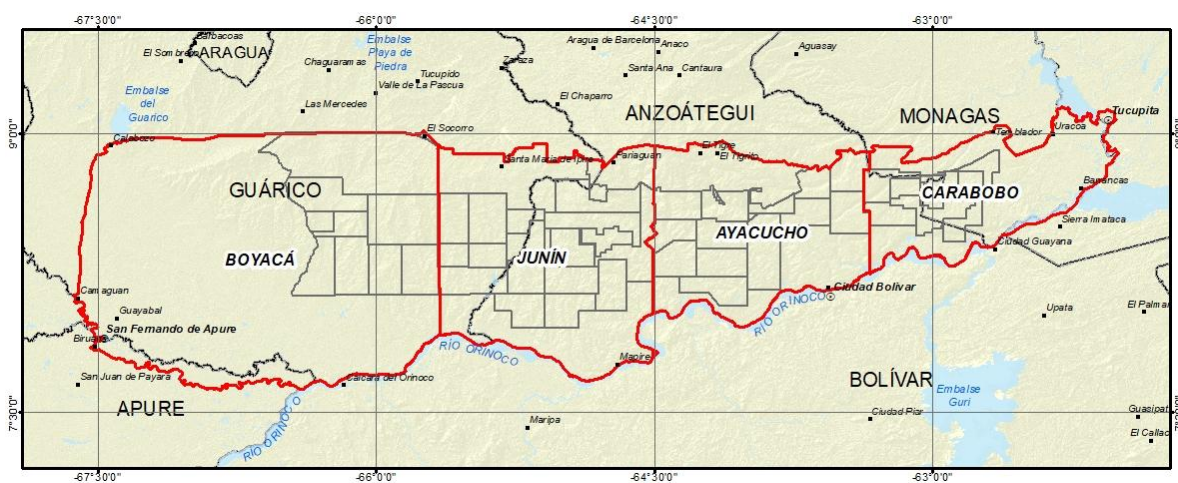 -67°30'0"
-66°0'0"
-64°30'0"
-63°0'0"
Barbacoas
El Sombrero
ARAGUA
Embalse
Playa de
Piedra
Chaguaramas
Tucupido
Zaraza
Valle de La Pascua
Las Mercedes
El Chaparro
Aragua de Barcelona
Anaco
Santa Ana
Cantaura
Aguasay
ANZOÁTEGUI
MONAGAS
Tucupita
Embalse
del
Guarico
9°0'0"
Calabozo
El Socorro
Santa Maria de Ipire
Pariaguan
El Tigre
El Tigrito
Temblador
Uracoa
Barrancas
GUÁRICO
CARABOBO
BOYACÁ
JUNÍN
AYACUCHO
Sierra Imataca
Ciudad Guayana
Camaguan
Guayabal
San Fernando de Apure
Ciudad Bolivar
RÍO ORINOCO
Upata
El Palmar
RÍO ORINOCO
Mapire
San Juan de Payara
Caicara del Orinoco
APURE
RÍO ORINOCO
BOLÍVAR
Embalse
Guri
7°30'0"
Maripa
Ciudad Piar
Guasipati
El Callao
-67°30'0"
-66°0'0"
-64°30'0"
-63°0'0"